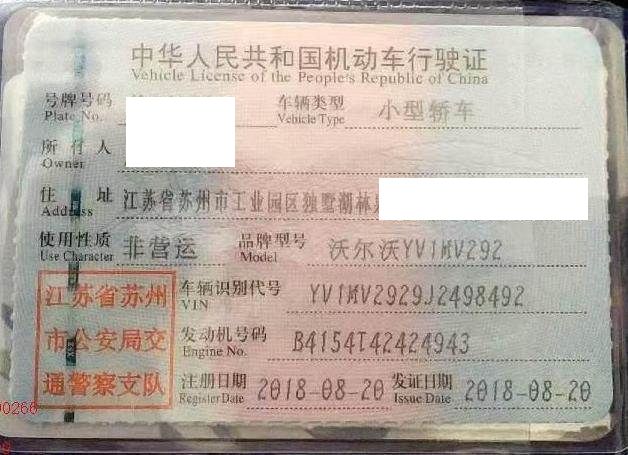 中华人民共和国机动车行驶证
Vehicle License of the People's Republic of China
号牌号码 车辆类型 小型轿车
Plate No. Vehicle Type
所有人
Owner
住址 江苏省苏州市工业园区独墅湖林
Address
使用性质 非营运 品牌型号 沃尔沃YV1MV292
Use Character Model
江苏省苏州
市公安局交
通警察支队
车辆识别代号 YV1MV2929J2498492
VIN
发动机号码 B4154T42424943
Engine No.
注册日期 2018-08-20 发证日期 2018-08-20
Register Date Issue Date
00266